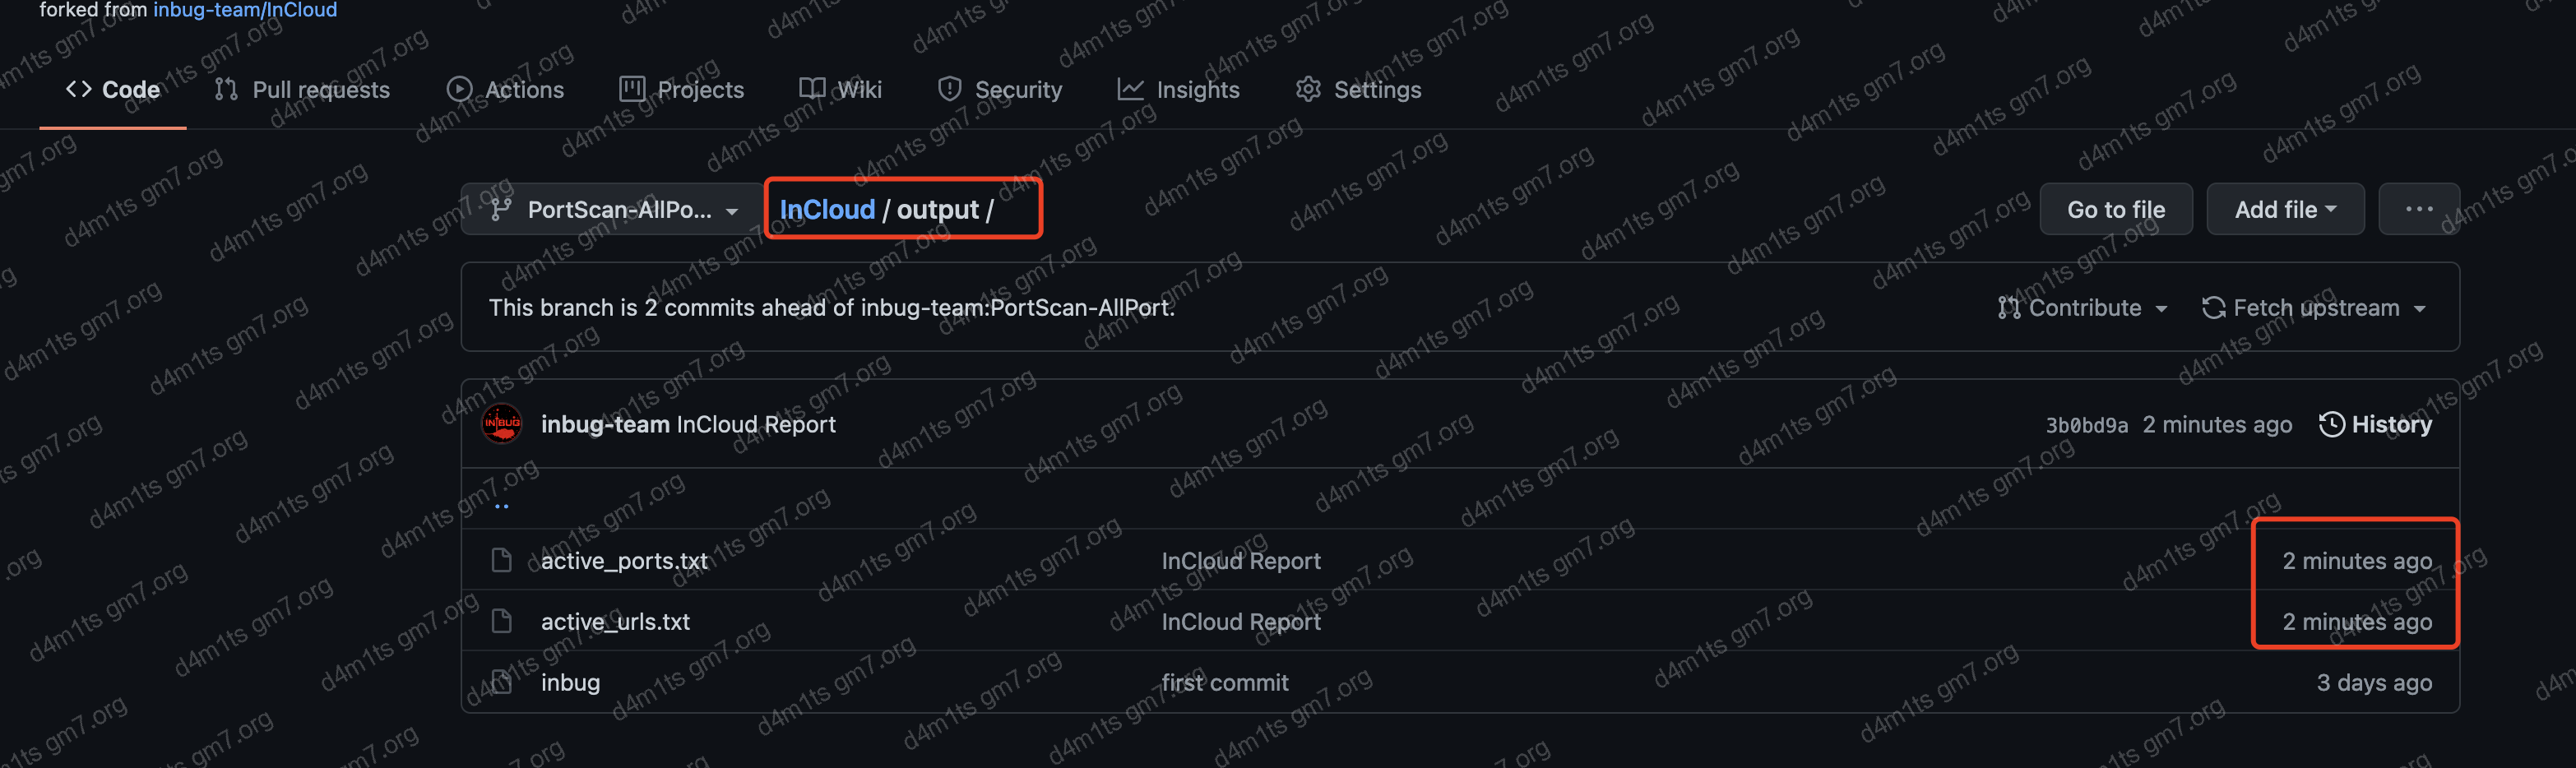 forked from inbug-team/InCloud
Code Pull requests Actions Projects Wiki Security Insights Settings
PortScan-AllPo... InCloud / output / Go to file Add file ...
This branch is 2 commits ahead of inbug-team:PortScan-AllPort. Contribute Fetch upstream
INBUG inbug-team InCloud Report 3b0bd9a 2 minutes ago History
..
active_ports.txt InCloud Report 2 minutes ago
active_urls.txt InCloud Report 2 minutes ago
inbug first commit 3 days ago
d4m1ts gm7.org